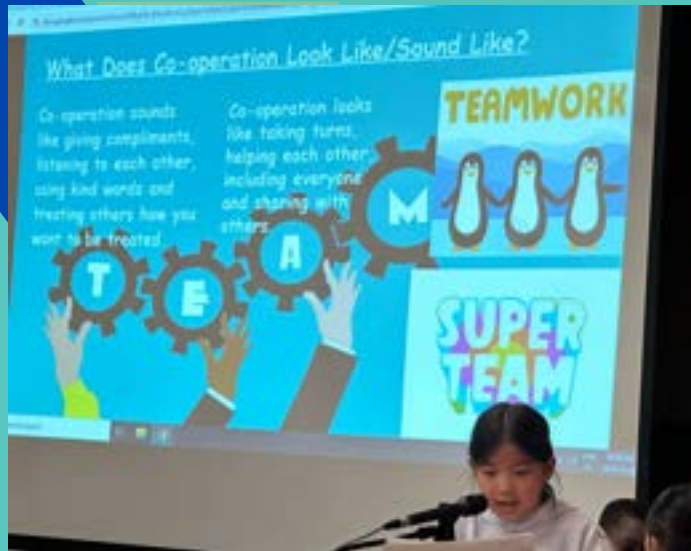 What Does Co-operation Look Like/Sound Like?
Co-operation sounds
like giving compliments,
listening to each other,
using kind words and
treating others how you
want to be treated
Co-operation looks
like taking turns,
helping each other
including everyone
and sharing with
others.
TEAM
TEAMWORK
SUPER
TEAM